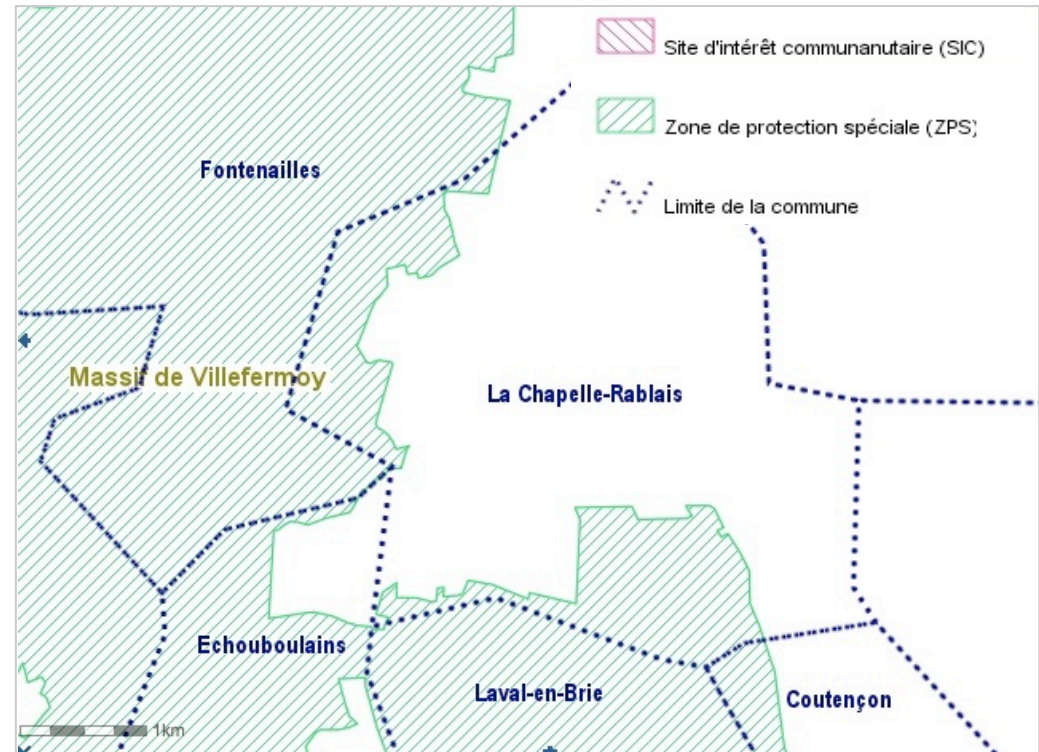 Site d'intérêt communanutaire (SIC)
Zone de protection spéciale (ZPS)
Fontenailles
Limite de la commune
Massif de Villefermoy
La Chapelle-Rablais
Echouboulains
Laval-en-Brie
Coutençon
1km